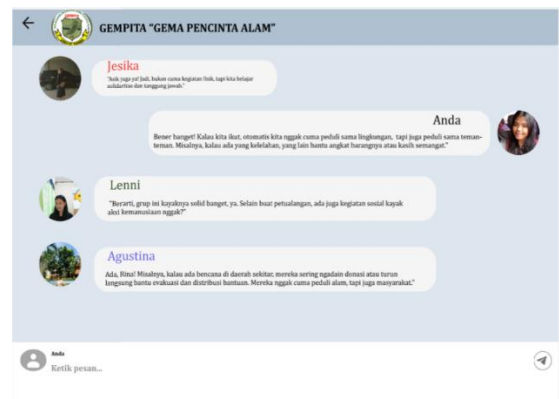 GEMPITA "GEMA PENCINTA ALAM"
Jesika
"Asik juga ya! Jadi, bukan cuma kegiatan fisik, tapi kita belajar
solidaritas dan tanggung jawab."
Anda
Bener banget! Kalau kita ikut, otomatis kita nggak cuma peduli sama lingkungan, tapi juga peduli sama teman-
teman. Misalnya, kalau ada yang kelelahan, yang lain bantu angkat barangnya atau kasih semangat."
Lenni
"Berarti, grup ini kayaknya solid banget, ya. Selain buat petualangan, ada juga kegiatan sosial kayak
aksi kemanusiaan nggak?"
Agustina
Ada, Rina! Misalnya, kalau ada bencana di daerah sekitar, mereka sering ngadain donasi atau turun
langsung bantu evakuasi dan distribusi bantuan. Mereka nggak cuma peduli alam, tapi juga masyarakat."
Anda
Ketik pesan...